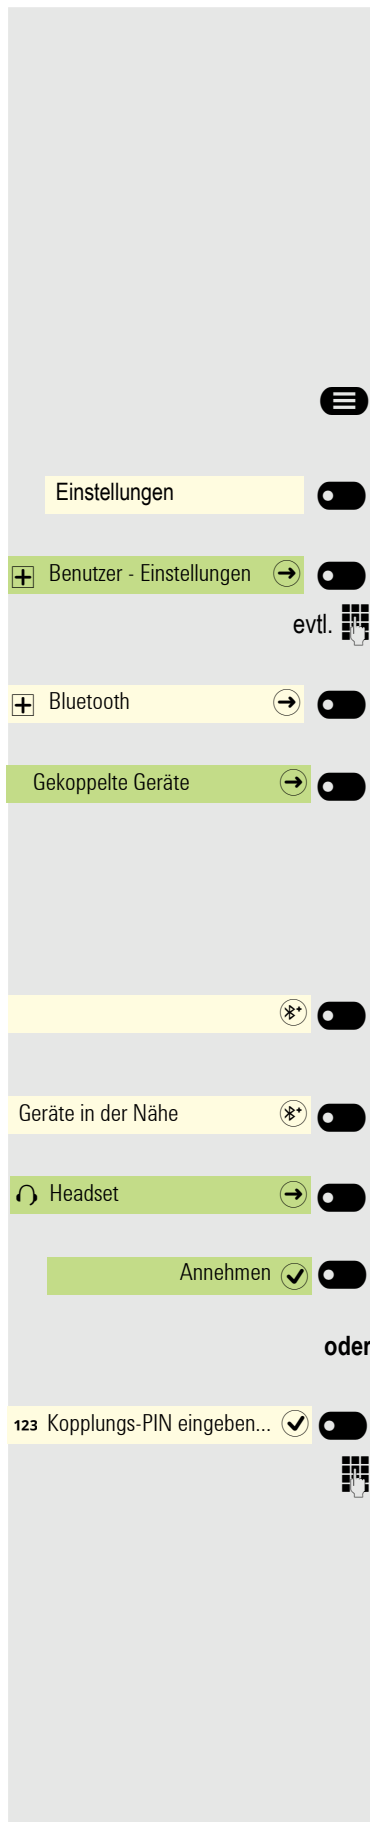 Einstellungen
Benutzer - Einstellungen
evtl.
Bluetooth
Gekoppelte Geräte
Geräte in der Nähe
Headset
Annehmen
oder
123 Kopplungs-PIN eingeben...